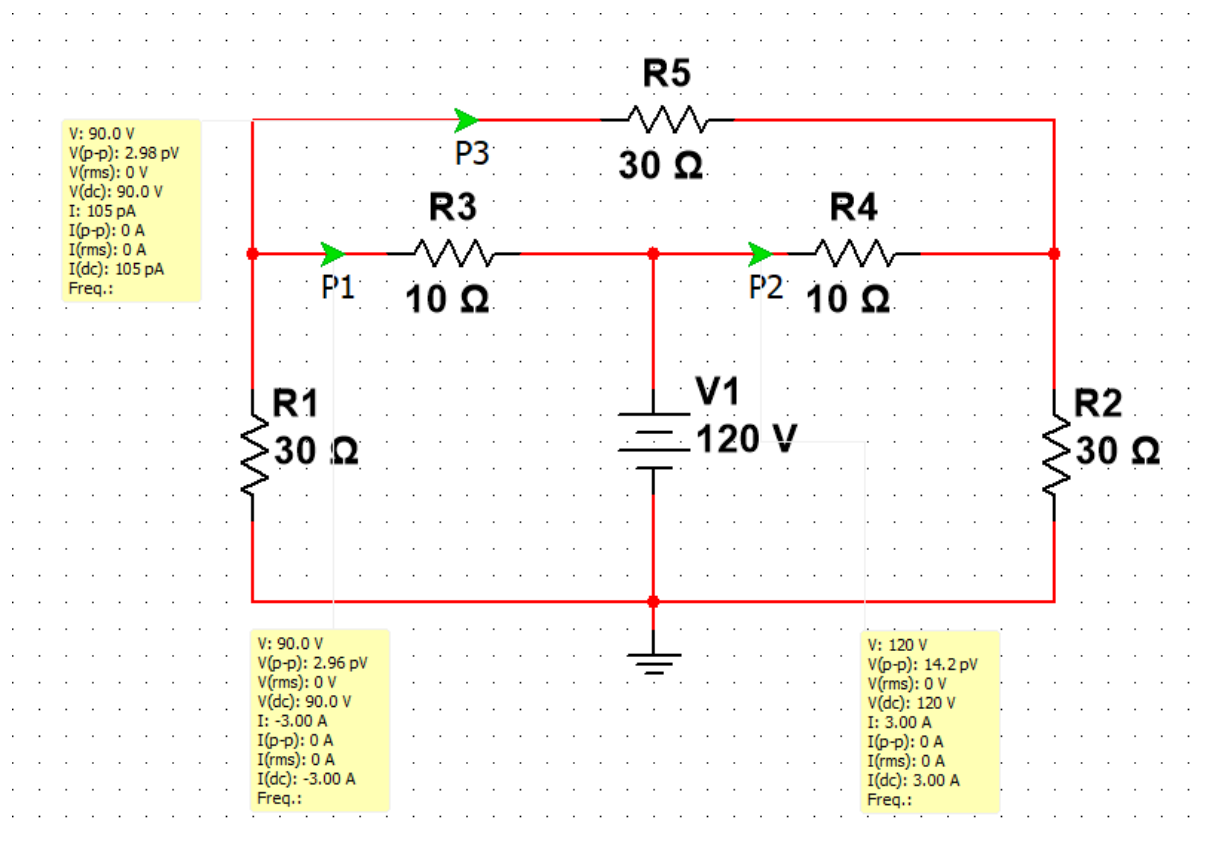 R5
V: 90.0 V
V(p-p): 2.98 pV
V(rms): 0 V
V(dc): 90.0 V
I: 105 pA
I(p-p): 0 A
I(rms): 0 A
I(dc): 105 pA
Freq.:
P3
30 Ω
R3
R4
P1
10 Ω
P2
10 Ω
R1
30 Ω
V1
120 V
R2
30 Ω
V: 90.0 V
V(p-p): 2.96 pV
V(rms): 0 V
V(dc): 90.0 V
I: -3.00 A
I(p-p): 0 A
I(rms): 0 A
I(dc): -3.00 A
Freq.:
V: 120 V
V(p-p): 14.2 pV
V(rms): 0 V
V(dc): 120 V
I: 3.00 A
I(p-p): 0 A
I(rms): 0 A
I(dc): 3.00 A
Freq.: